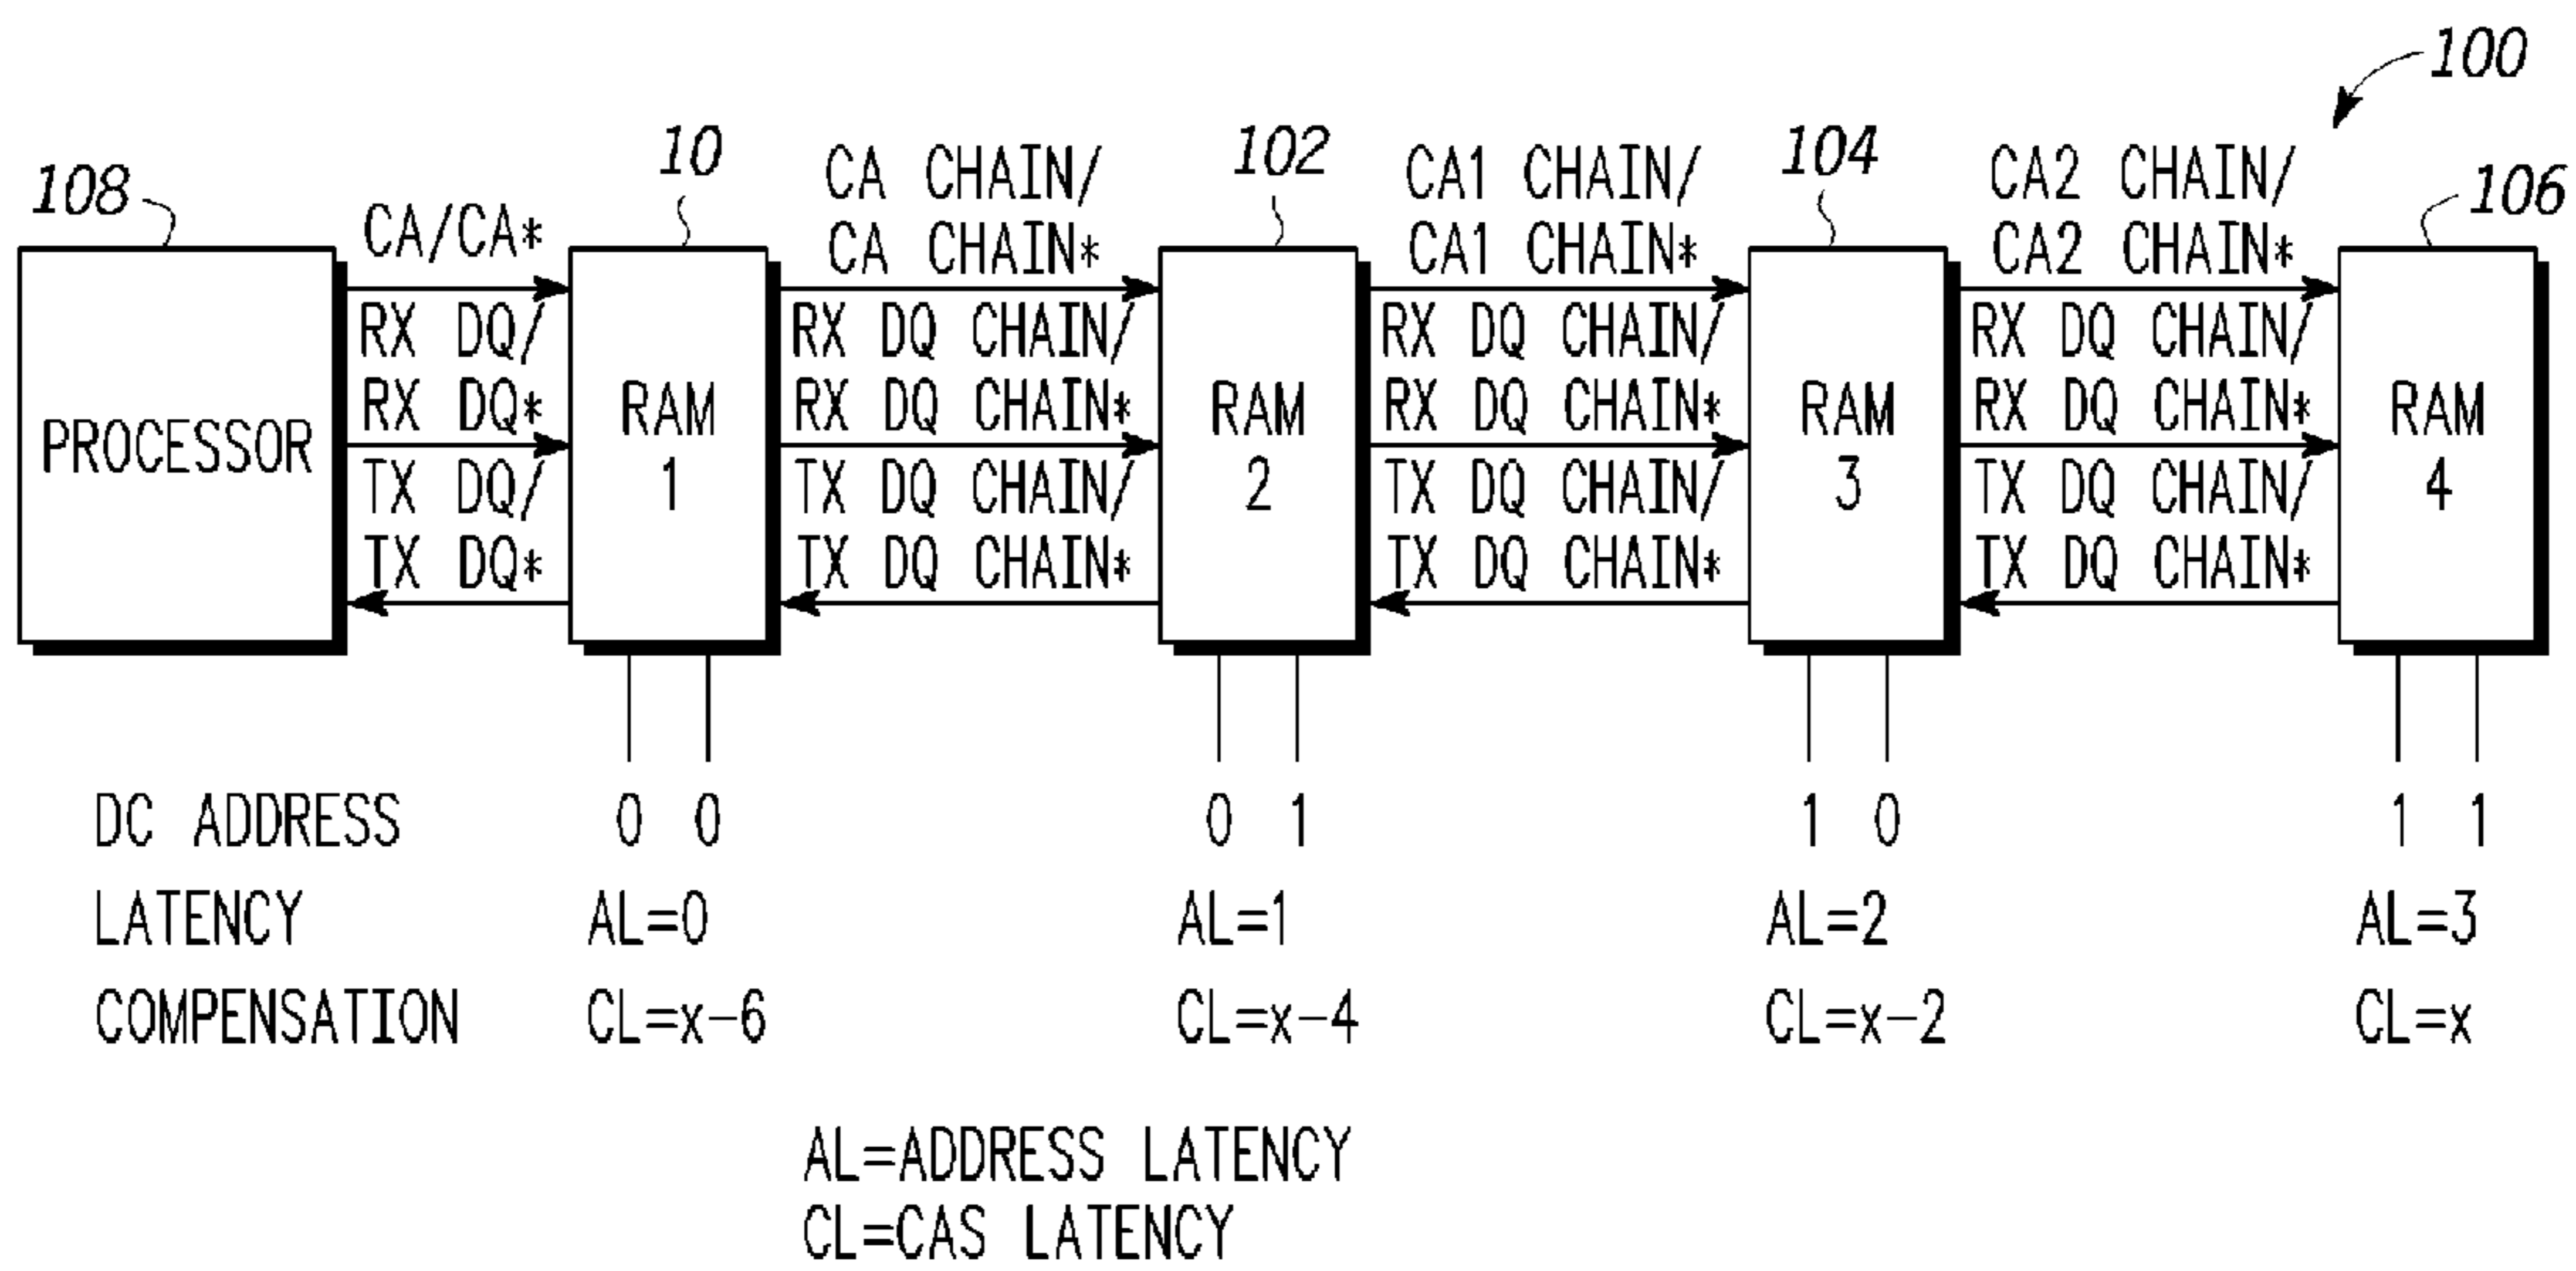 100
108
10
102
104
106
CA/CA*
CA CHAIN/
CA CHAIN*
CA1 CHAIN/
CA1 CHAIN*
CA2 CHAIN/
CA2 CHAIN*
PROCESSOR
RX DQ/
RX DQ*
TX DQ/
TX DQ*
RAM
1
RX DQ CHAIN/
RX DQ CHAIN*
TX DQ CHAIN/
TX DQ CHAIN*
RAM
2
RX DQ CHAIN/
RX DQ CHAIN*
TX DQ CHAIN/
TX DQ CHAIN*
RAM
3
RX DQ CHAIN/
RX DQ CHAIN*
TX DQ CHAIN/
TX DQ CHAIN*
RAM
4
DC ADDRESS 0 0 0 1 1 0 1 1
LATENCY AL=0 AL=1 AL=2 AL=3
COMPENSATION CL=x-6 CL=x-4 CL=x-2 CL=x
AL=ADDRESS LATENCY
CL=CAS LATENCY